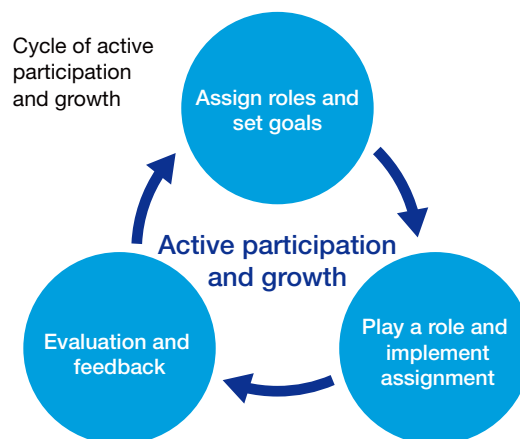 Cycle of active
participation
and growth
Assign roles and
set goals
Active participation
and growth
Play a role and
implement
assignment
Evaluation and
feedback